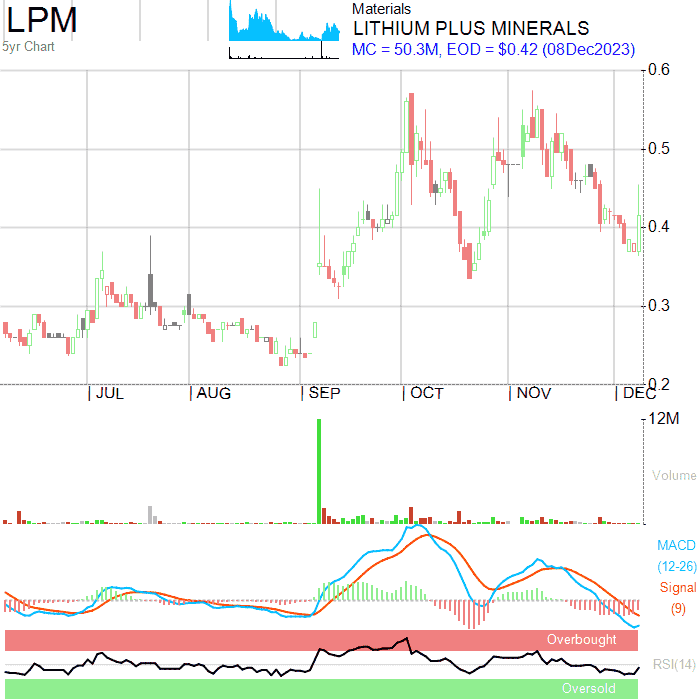 LPM
5yr Chart
Materials
LITHIUM PLUS MINERALS
MC = 50.3M, EOD = $0.42 (08Dec2023)
0.6
0.5
0.4
0.3
0.2
JUL AUG SEP OCT NOV DEC
12M
Volume
MACD
(12-26)
Signal
(9)
Overbought
RSI(14)
Oversold